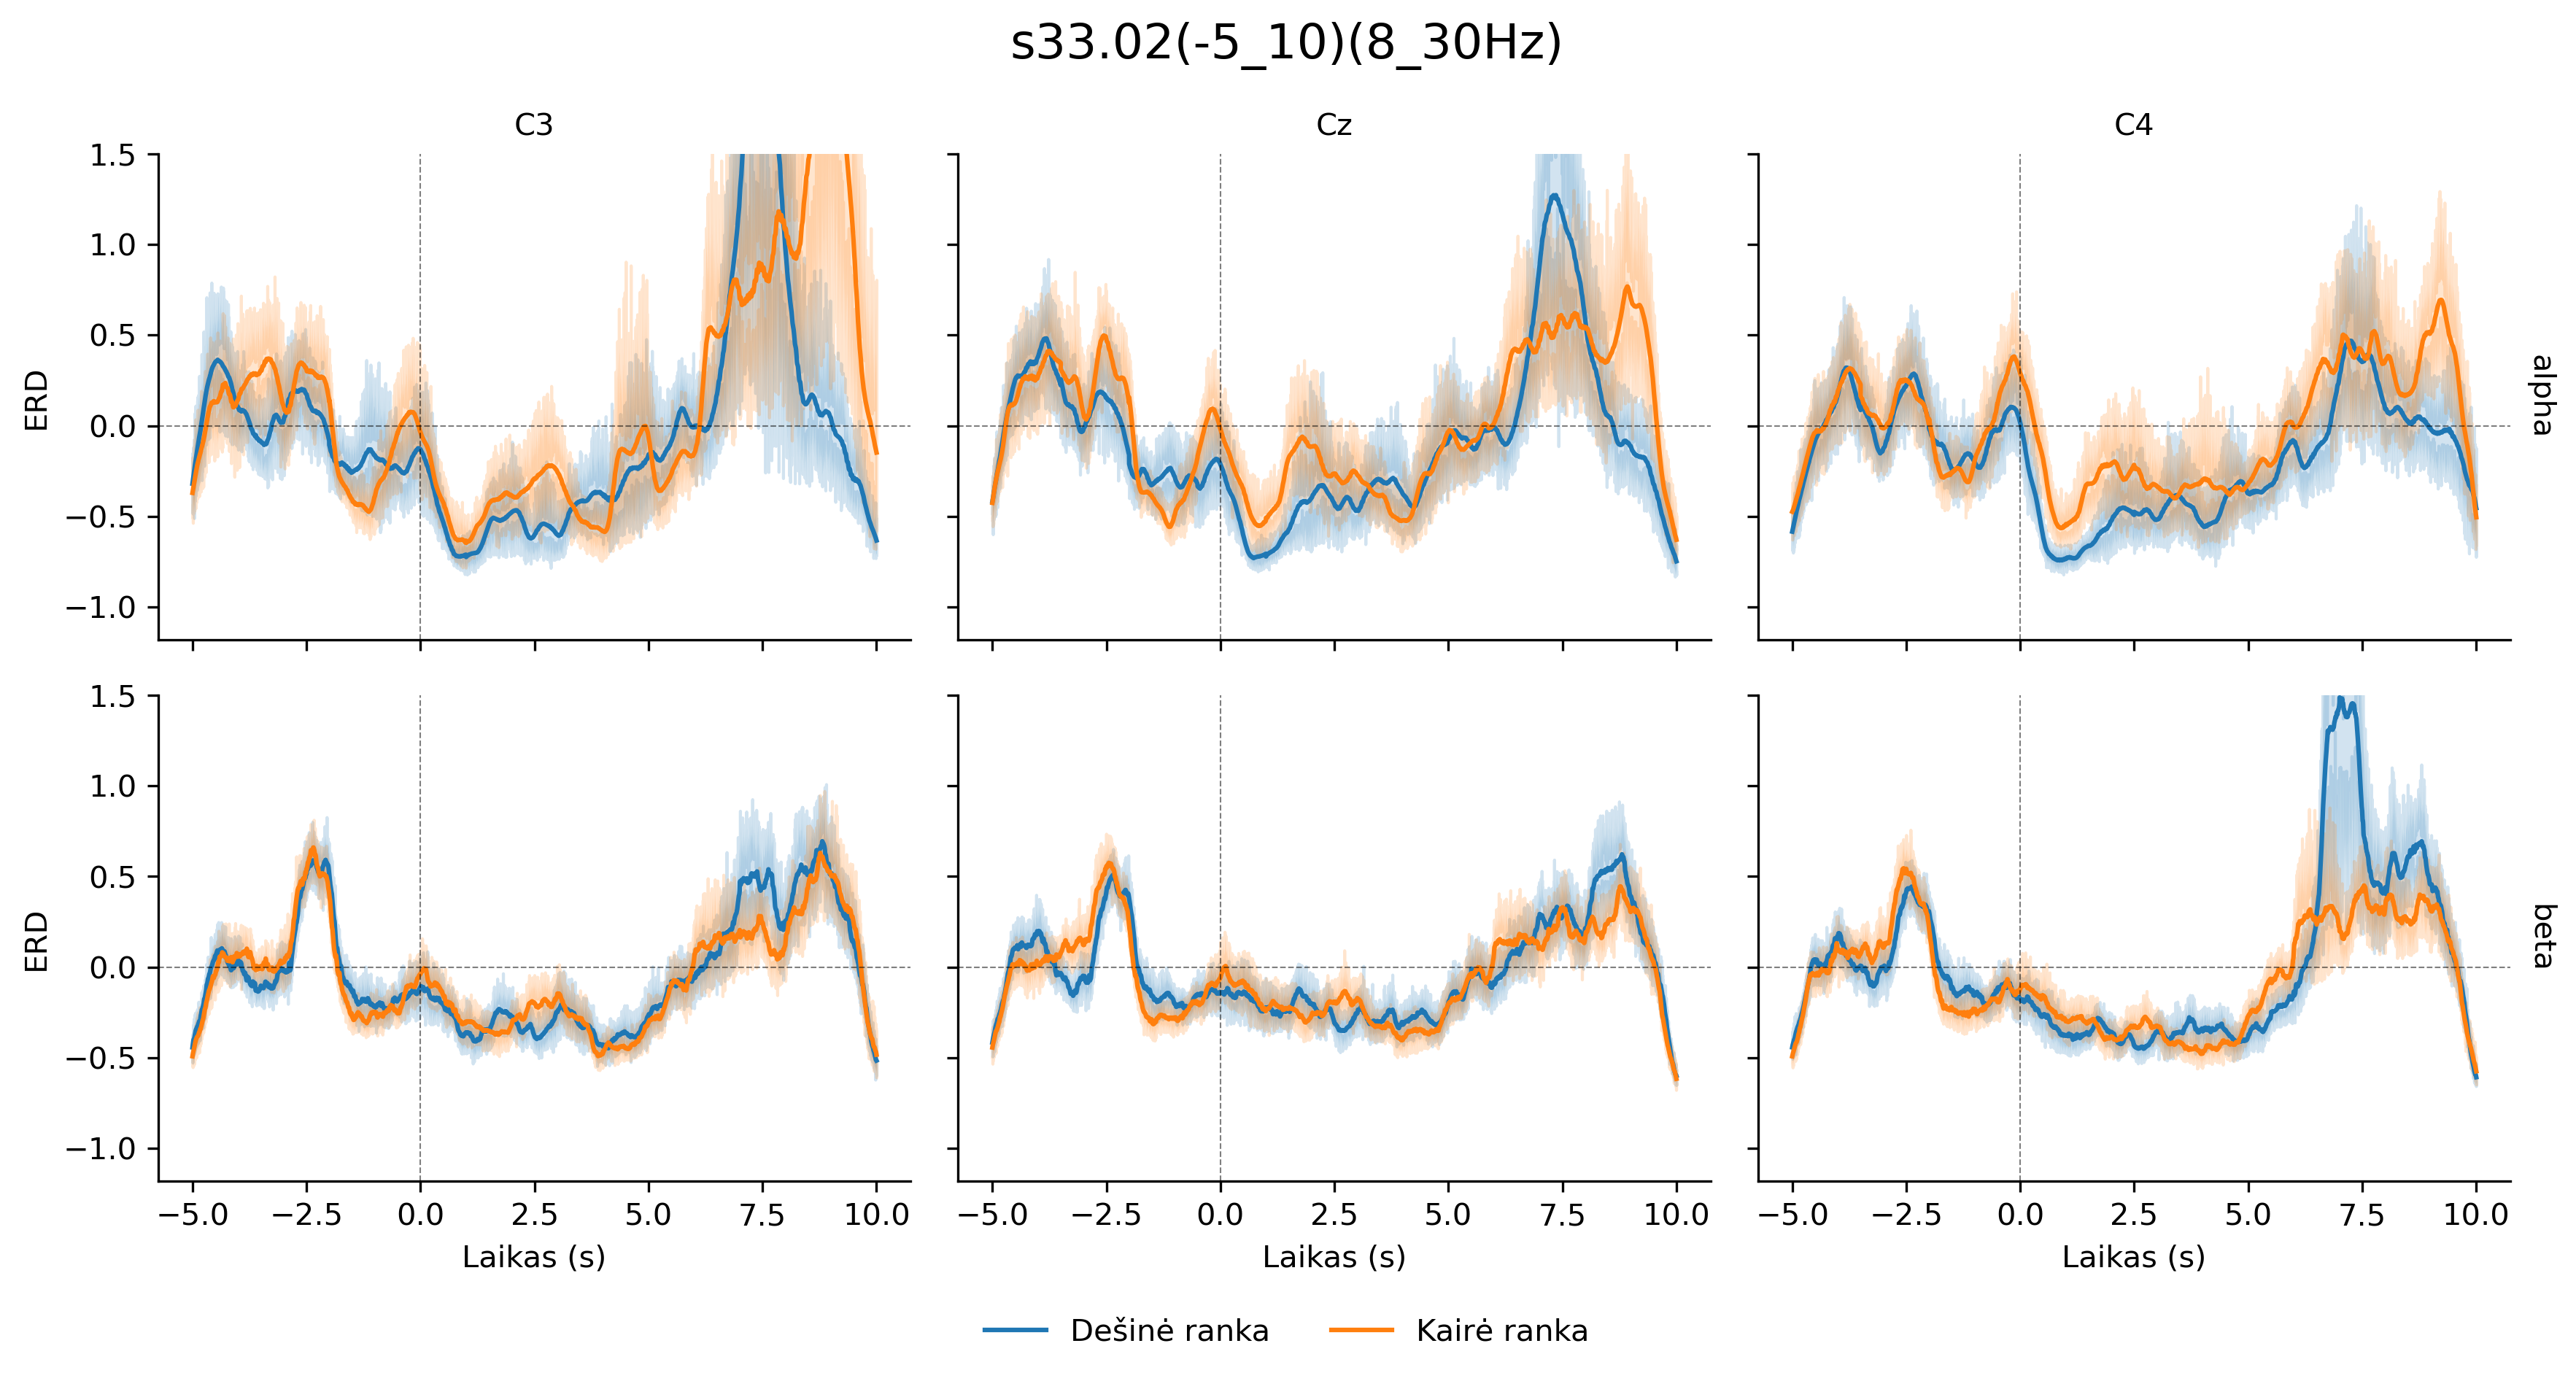 s33.02(-5_10)(8_30Hz)
C3 Cz C4
1.5
1.0
0.5
0.0
−0.5
−1.0
ERD
alpha
1.5
1.0
0.5
0.0
−0.5
−1.0
ERD
beta
−5.0 −2.5 0.0 2.5 5.0 7.5 10.0 −5.0 −2.5 0.0 2.5 5.0 7.5 10.0 −5.0 −2.5 0.0 2.5 5.0 7.5 10.0
Laikas (s) Laikas (s) Laikas (s)
Dešinė ranka Kairė ranka